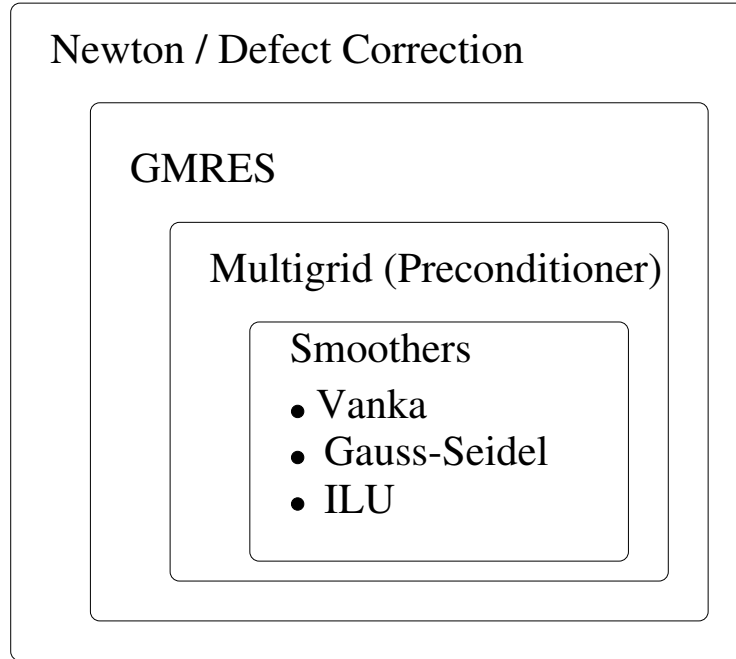 Newton / Defect Correction
GMRES
Multigrid (Preconditioner)
Smoothers
• Vanka
• Gauss-Seidel
• ILU